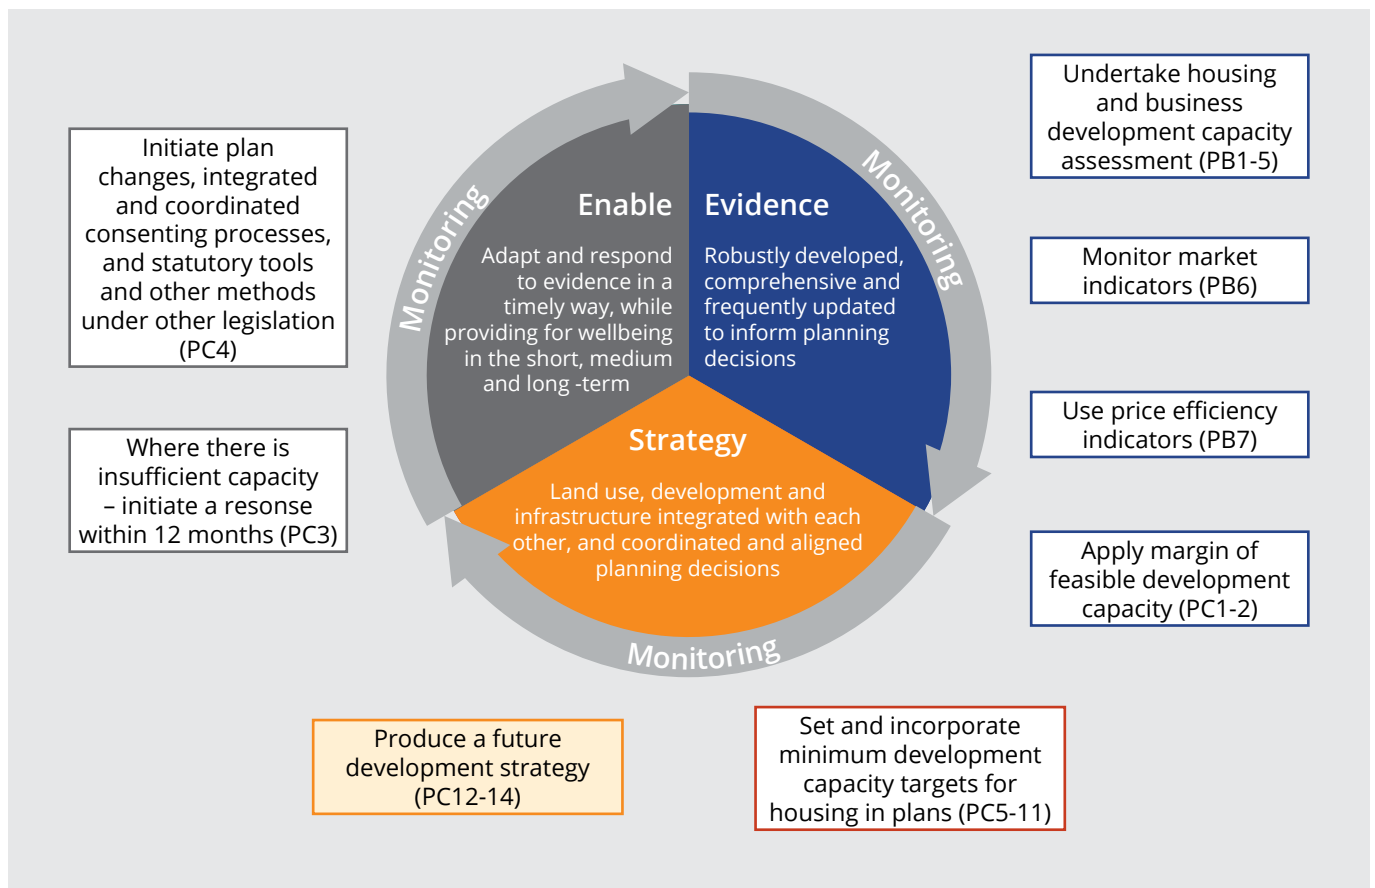 Undertake housing
and business
development capacity
assessment (PB1-5)
Monitor market
indicators (PB6)
Use price efficiency
indicators (PB7)
Apply margin of
feasible development
capacity (PC1-2)
Set and incorporate
minimum development
capacity targets for
housing in plans (PC5-11)
Produce a future
development strategy
(PC12-14)
Where there is
insufficient capacity
– initiate a resonse
within 12 months (PC3)
Initiate plan
changes, integrated
and coordinated
consenting processes,
and statutory tools
and other methods
under other legislation
(PC4)
Monitoring
Monitoring
Monitoring
Enable
Adapt and respond
to evidence in a
timely way, while
providing for wellbeing
in the short, medium
and long -term
Evidence
Robustly developed,
comprehensive and
frequently updated
to inform planning
decisions
Strategy
Land use, development and
infrastructure integrated with each
other, and coordinated and aligned
planning decisions